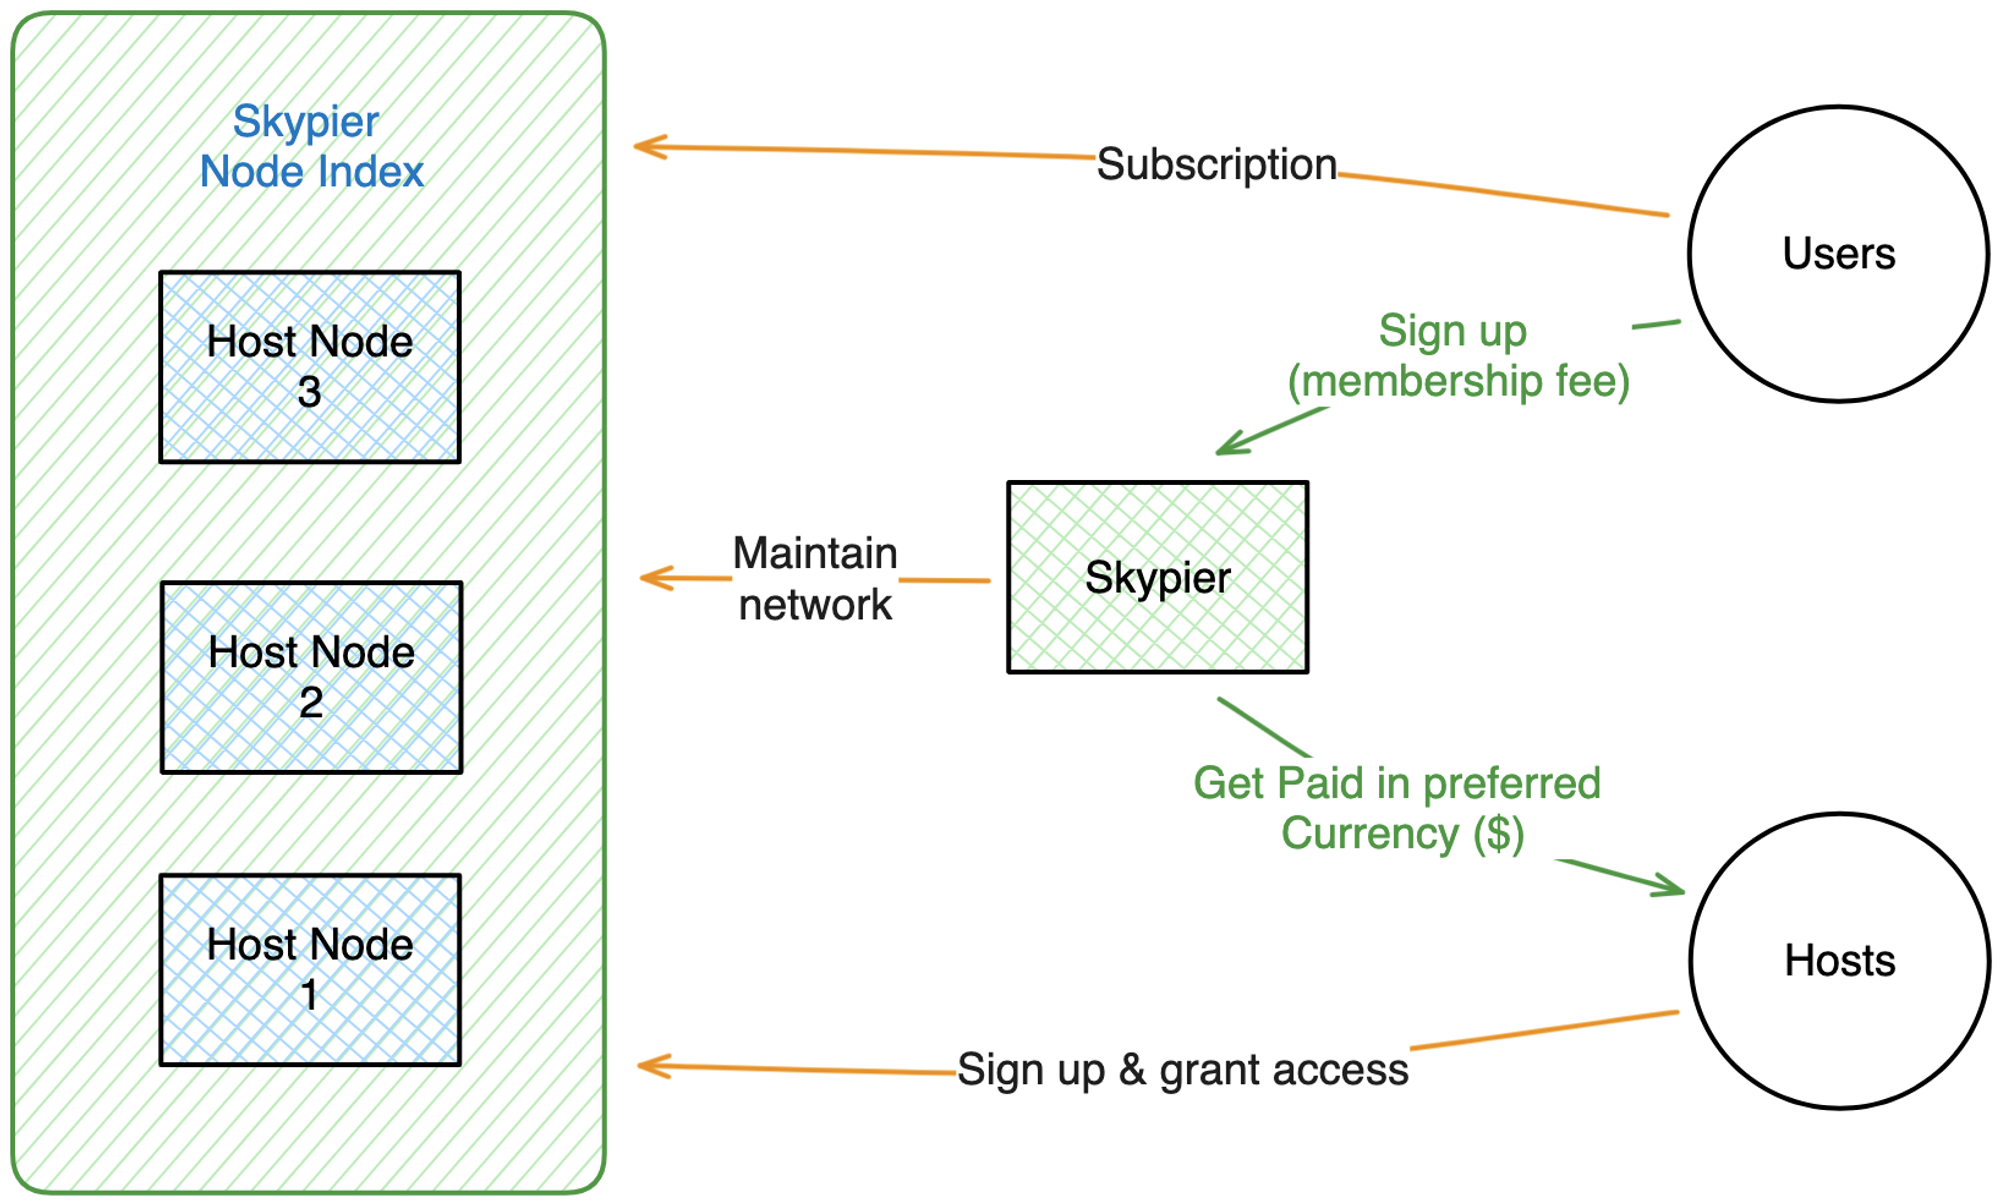 Skypier
Node Index
Host Node
3
Host Node
2
Host Node
1
Subscription
Users
Sign up
(membership fee)
Maintain
network
Skypier
Get Paid in preferred
Currency ($)
Hosts
Sign up & grant access